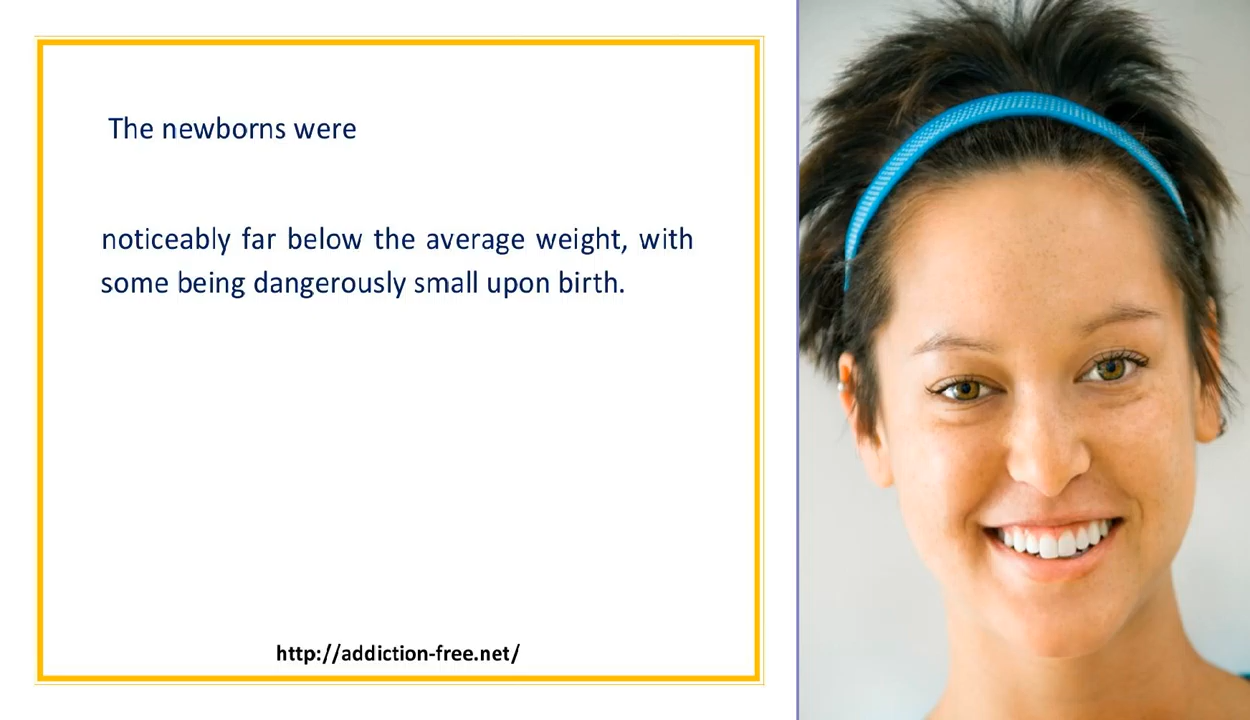 The newborns were
noticeably far below the average weight, with
some being dangerously small upon birth.
http://addiction-free.net/